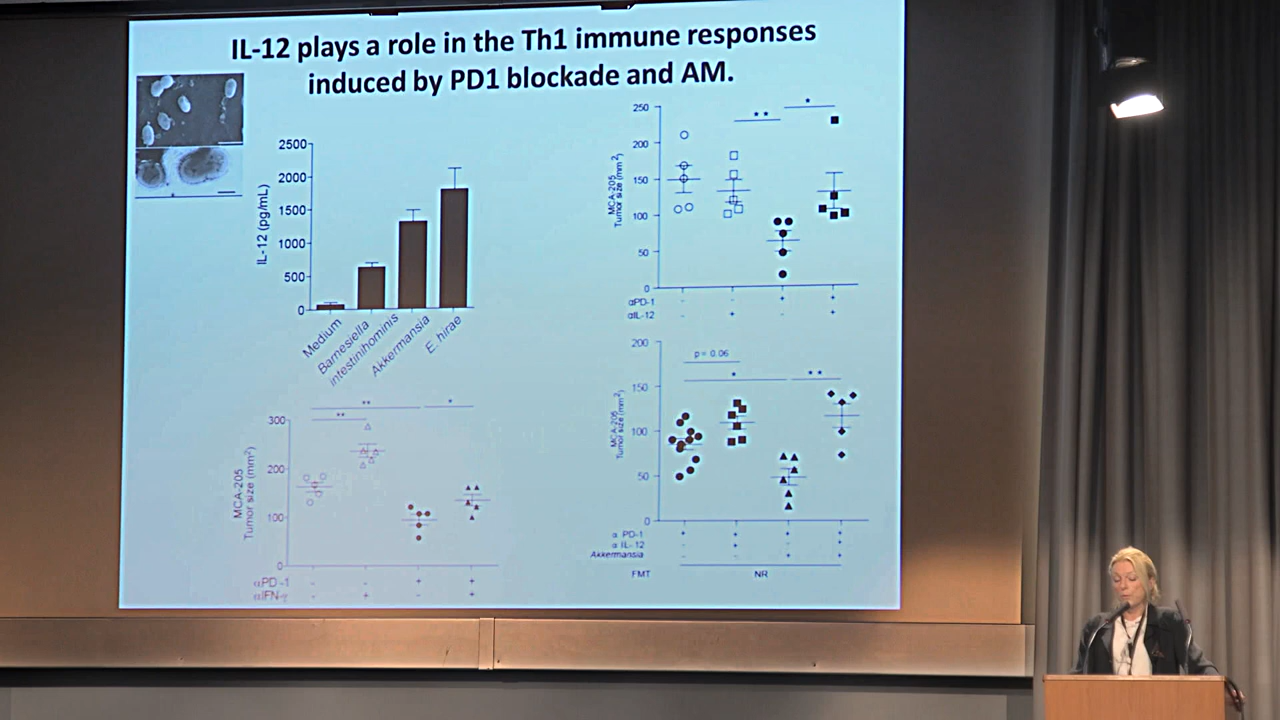 IL-12 plays a role in the Th1 immune responses
induced by PD1 blockade and AM.
2500
2000
1500
1000
500
0
IL-12 (pg/mL)
Medium
Barnesiella
intestinihominis
Akkermansia
E. hirae
250
200
150
100
50
0
MCA-205
Tumor size (mm²)
** *
αPD-1 - - + +
αIL-12 - + - +
300
200
100
0
MCA-205
Tumor size (mm²)
** *
**
αPD-1 - - + +
αIFN-γ - + - +
200
150
100
50
0
MCA-205
Tumor size (mm²)
p = 0.06
* **
α PD-1 + + + +
α IL-12 - + - +
Akkermansia - - + +
FMT NR